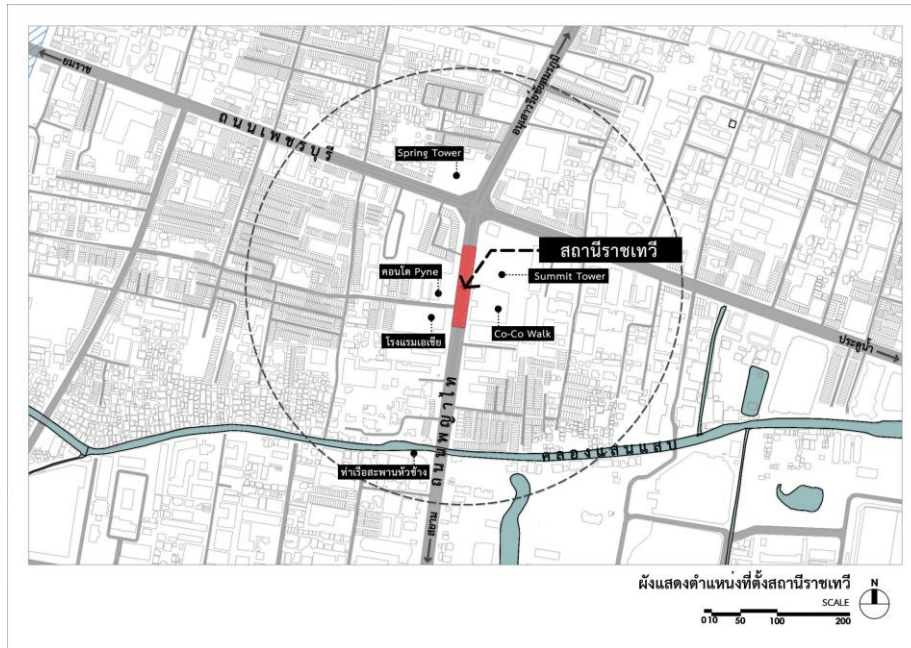 ยมราช
ถนนเพชรบุรี
อนุสาวรีย์ชัยสมรภูมิ
Spring Tower
สถานีราชเทวี
คอนโด Pyne
Summit Tower
โรงแรมเอเชีย
Co-Co Walk
ประตูน้ำ
ถนนพญาไท
คลองแสนแสบ
ท่าเรือสะพานหัวช้าง
สยาม
ผังแสดงตำแหน่งที่ตั้งสถานีราชเทวี
N
SCALE
0 10 50 100 200